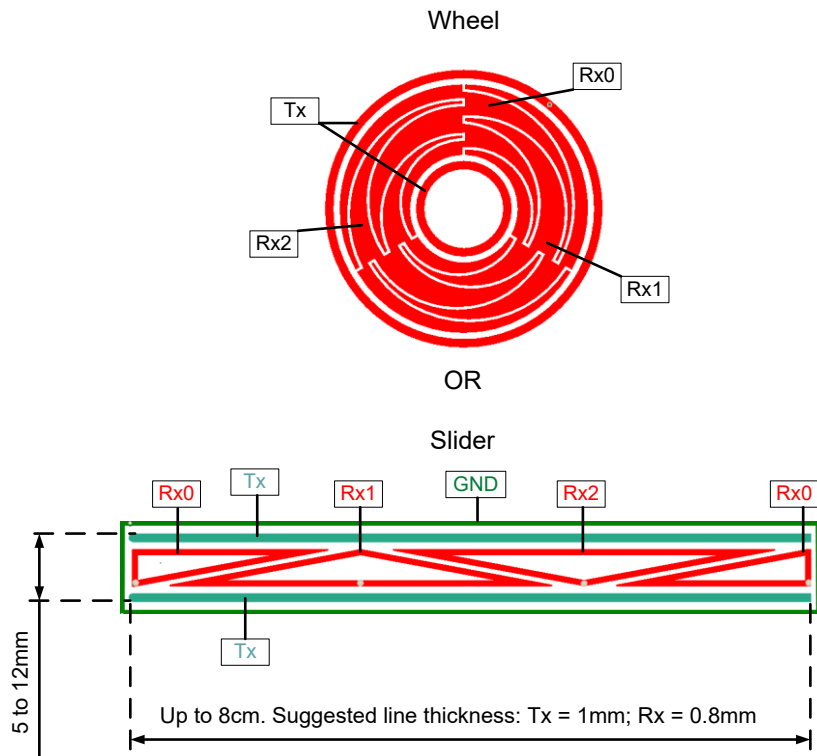 Wheel
Rx0
Tx
Rx2
Rx1
OR
Slider
Rx0
Tx
Rx1
GND
Rx2
Rx0
Tx
5 to 12mm
Up to 8cm. Suggested line thickness: Tx = 1mm; Rx = 0.8mm